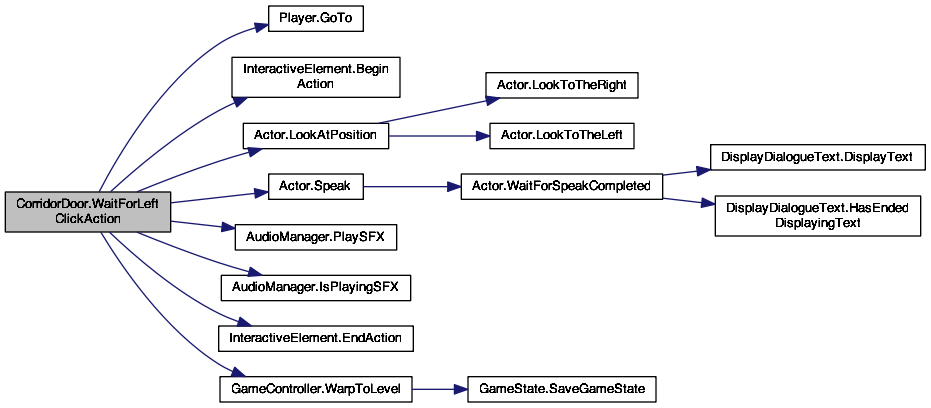 Player.GoTo
InteractiveElement.Begin
Action
Actor.LookToTheRight
Actor.LookAtPosition
Actor.LookToTheLeft
DisplayDialogueText.DisplayText
Actor.Speak
Actor.WaitForSpeakCompleted
CorridorDoor.WaitForLeft
ClickAction
DisplayDialogueText.HasEnded
DisplayingText
AudioManager.PlaySFX
AudioManager.IsPlayingSFX
InteractiveElement.EndAction
GameController.WarpToLevel
GameState.SaveGameState